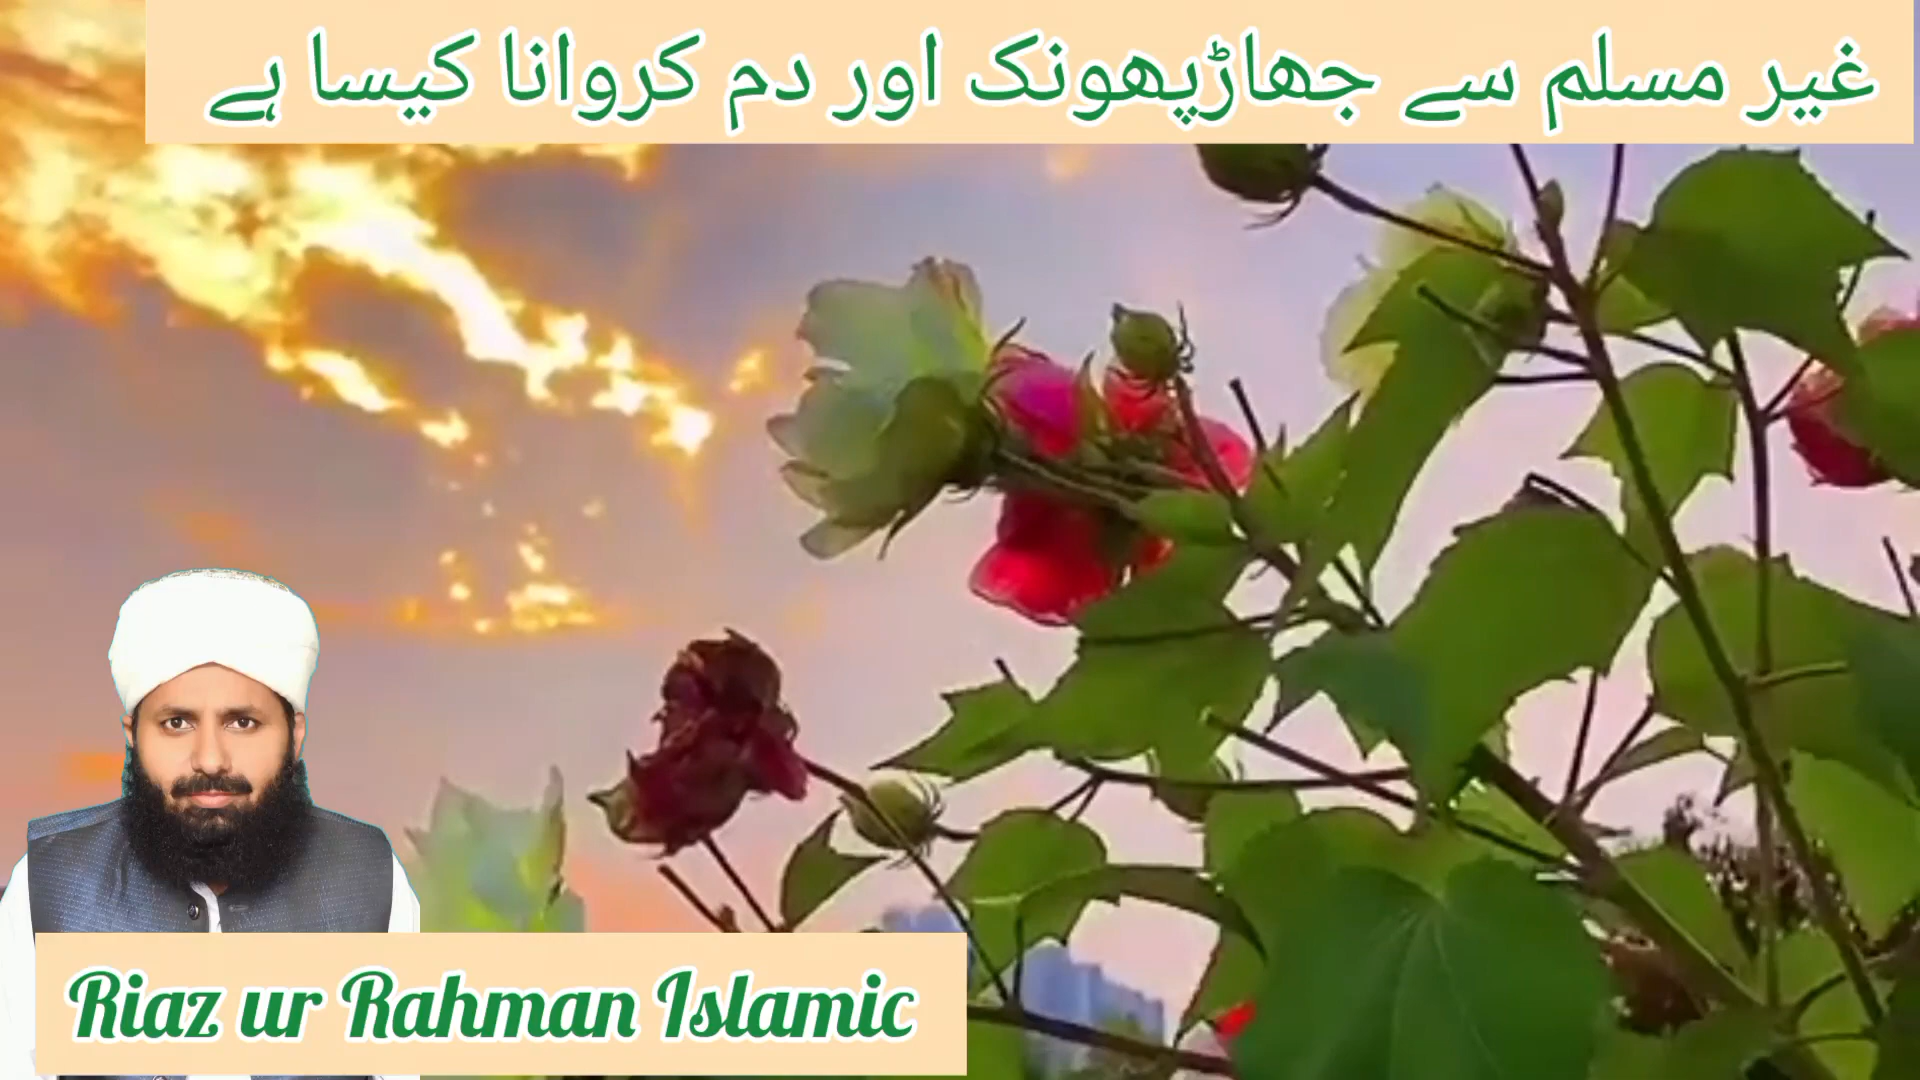 غیر مسلم سے جھاڑپھونک اور دم کروانا کیسا ہے
Riaz ur Rahman Islamic